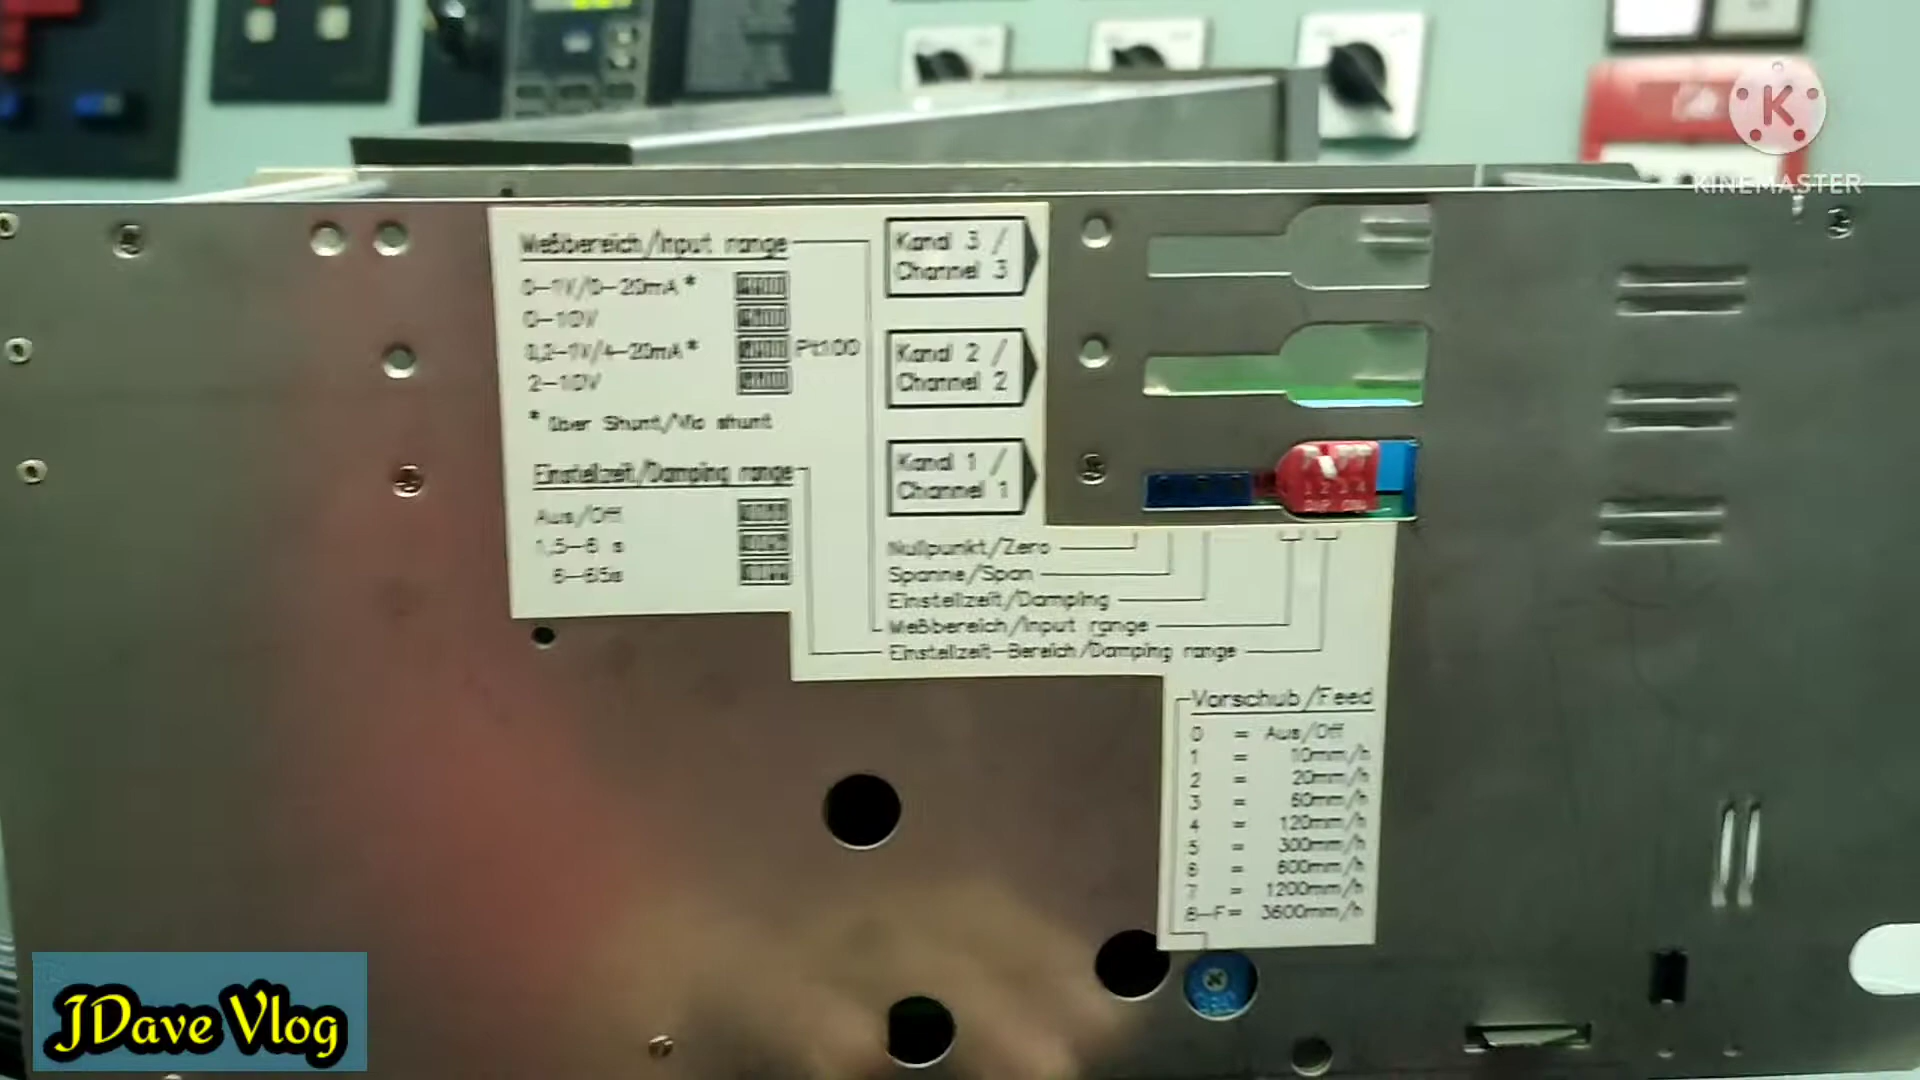 KINEMASTER
Meßbereich/Input range
0-1V/0-20mA*
0-10V
0,2-1V/4-20mA* Pt100
2-10V
* über Shunt/Via shunt
Einstellzeit/Damping range
Aus/Off
1,5-6 s
6-65s
Kanal 3 /
Channel 3
Kanal 2 /
Channel 2
Kanal 1 /
Channel 1
1 2 3 4
Nullpunkt/Zero
Spanne/Span
Einstellzeit/Damping
Meßbereich/Input range
Einstellzeit-Bereich/Damping range
Vorschub/Feed
0 = Aus/Off
1 = 10mm/h
2 = 20mm/h
3 = 60mm/h
4 = 120mm/h
5 = 300mm/h
6 = 600mm/h
7 = 1200mm/h
8-F= 3600mm/h
JDave Vlog